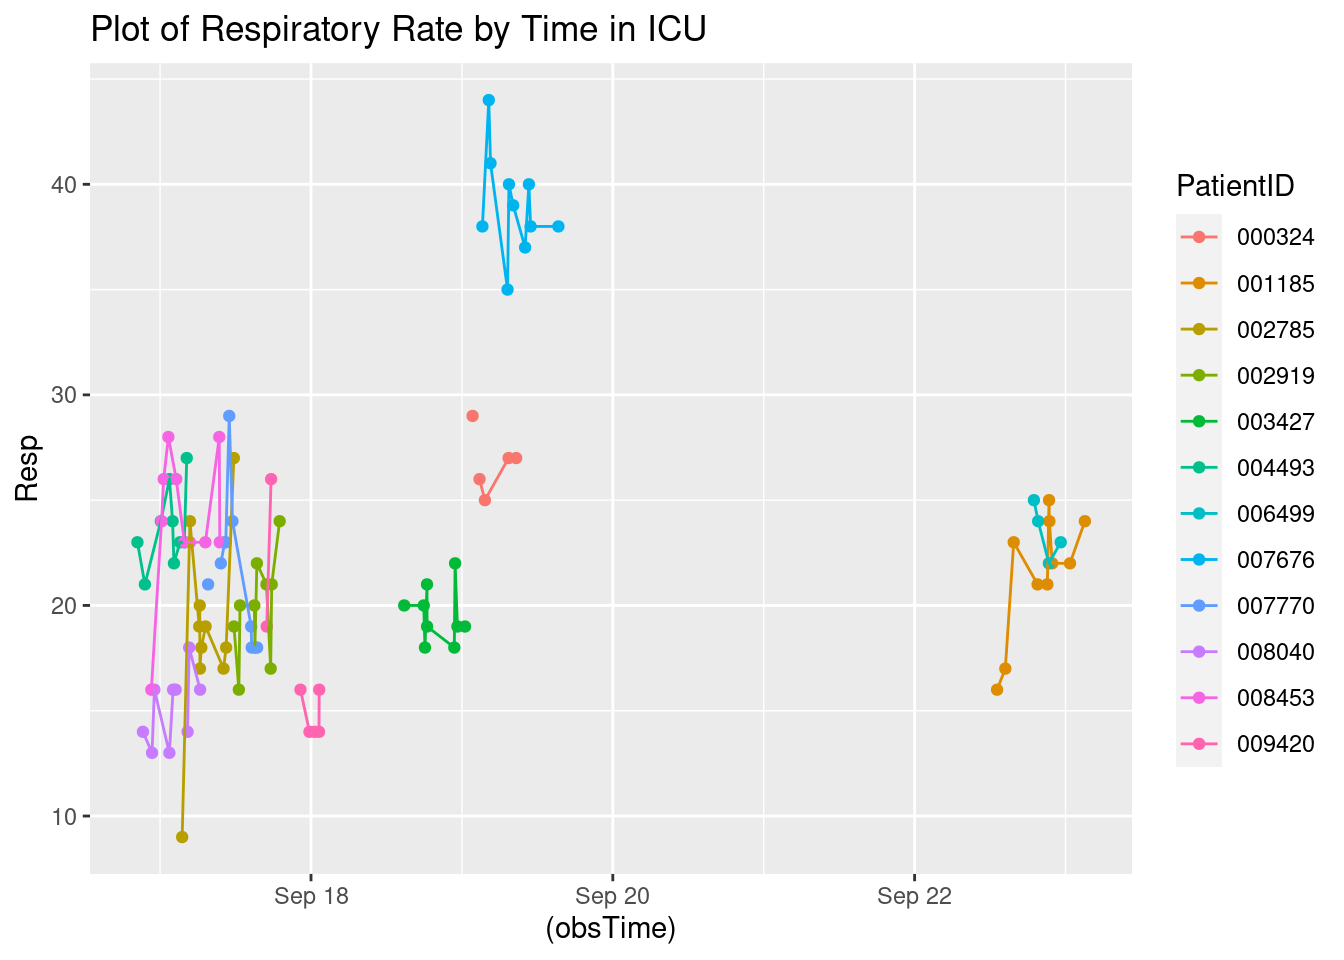 Plot of Respiratory Rate by Time in ICU
Resp
40
30
20
10
Sep 18
Sep 20
Sep 22
(obsTime)
PatientID
000324
001185
002785
002919
003427
004493
006499
007676
007770
008040
008453
009420